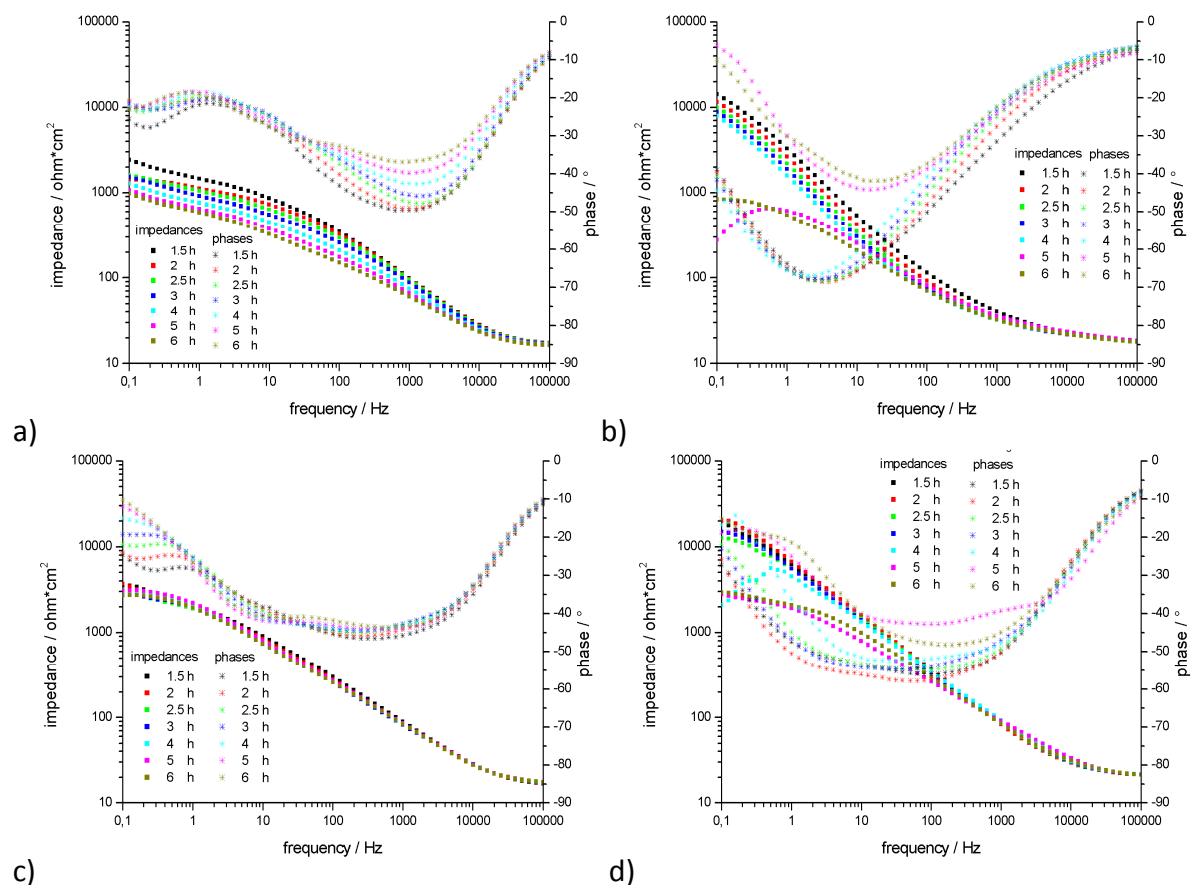 100000
10000
1000
100
10
0
-10
-20
-30
-40
-50
-60
-70
-80
-90
impedance / ohm*cm²
phase / °
impedances phases
1.5 h 1.5 h
2 h 2 h
2.5 h 2.5 h
3 h 3 h
4 h 4 h
5 h 5 h
6 h 6 h
0,1 1 10 100 1000 10000 100000
frequency / Hz
a)
100000
10000
1000
100
10
0
-10
-20
-30
-40
-50
-60
-70
-80
-90
impedance / ohm*cm²
phase / °
impedances phases
1.5 h 1.5 h
2 h 2 h
2.5 h 2.5 h
3 h 3 h
4 h 4 h
5 h 5 h
6 h 6 h
0,1 1 10 100 1000 10000 100000
frequency / Hz
b)
100000
10000
1000
100
10
0
-10
-20
-30
-40
-50
-60
-70
-80
-90
impedance / ohm*cm²
phase / °
impedances phases
1.5 h 1.5 h
2 h 2 h
2.5 h 2.5 h
3 h 3 h
4 h 4 h
5 h 5 h
6 h 6 h
0,1 1 10 100 1000 10000 100000
frequency / Hz
c)
100000
10000
1000
100
10
0
-10
-20
-30
-40
-50
-60
-70
-80
-90
impedance / ohm*cm²
phase / °
impedances phases
1.5 h 1.5 h
2 h 2 h
2.5 h 2.5 h
3 h 3 h
4 h 4 h
5 h 5 h
6 h 6 h
0,1 1 10 100 1000 10000 100000
frequency / Hz
d)